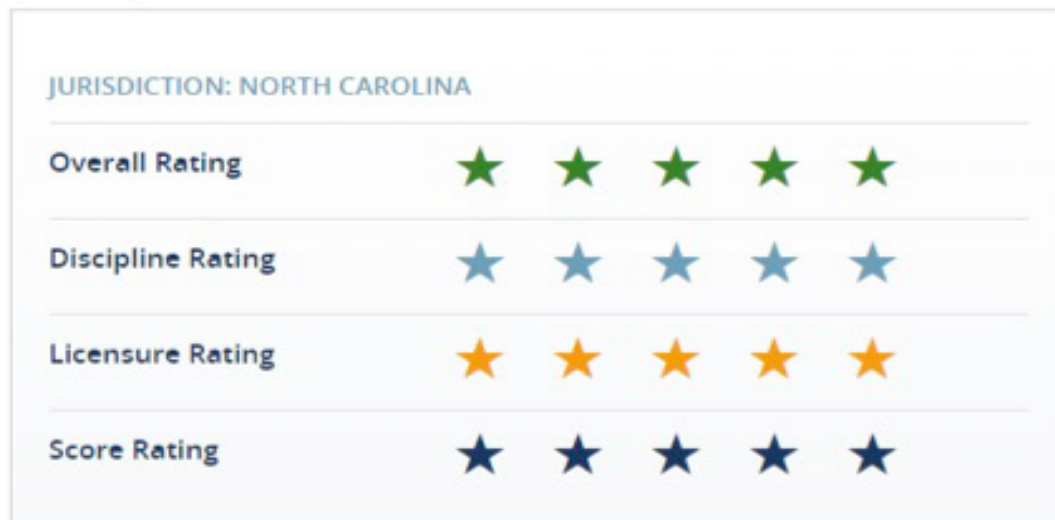 JURISDICTION: NORTH CAROLINA
Overall Rating
Discipline Rating
Licensure Rating
Score Rating